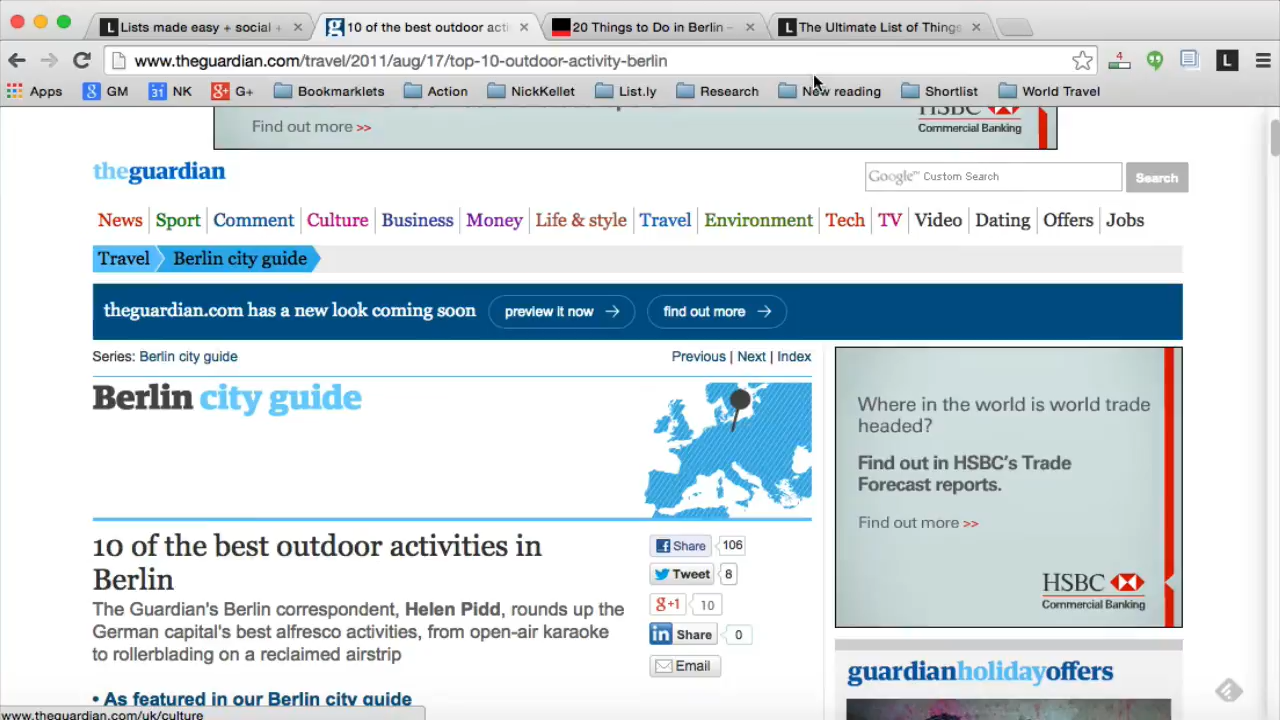 Lists made easy + social +
10 of the best outdoor acti
20 Things to Do in Berlin –
The Ultimate List of Things
www.theguardian.com/travel/2011/aug/17/top-10-outdoor-activity-berlin
4
L
Apps
GM
31 NK
G+
Bookmarklets
Action
NickKellet
List.ly
Research
New reading
Shortlist
World Travel
Find out more >>
HSBC
Commercial Banking
theguardian
Google™ Custom Search
Search
News Sport Comment Culture Business Money Life & style Travel Environment Tech TV Video Dating Offers Jobs
Travel Berlin city guide
theguardian.com has a new look coming soon preview it now → find out more →
Series: Berlin city guide
Previous | Next | Index
Berlin city guide
10 of the best outdoor activities in
Berlin
The Guardian's Berlin correspondent, Helen Pidd, rounds up the
German capital's best alfresco activities, from open-air karaoke
to rollerblading on a reclaimed airstrip
• As featured in our Berlin city guide
Share 106
Tweet 8
g+1 10
in Share 0
Email
Where in the world is world trade
headed?
Find out in HSBC's Trade
Forecast reports.
Find out more >>
HSBC
Commercial Banking
guardianholidayoffers
www.theguardian.com/uk/culture